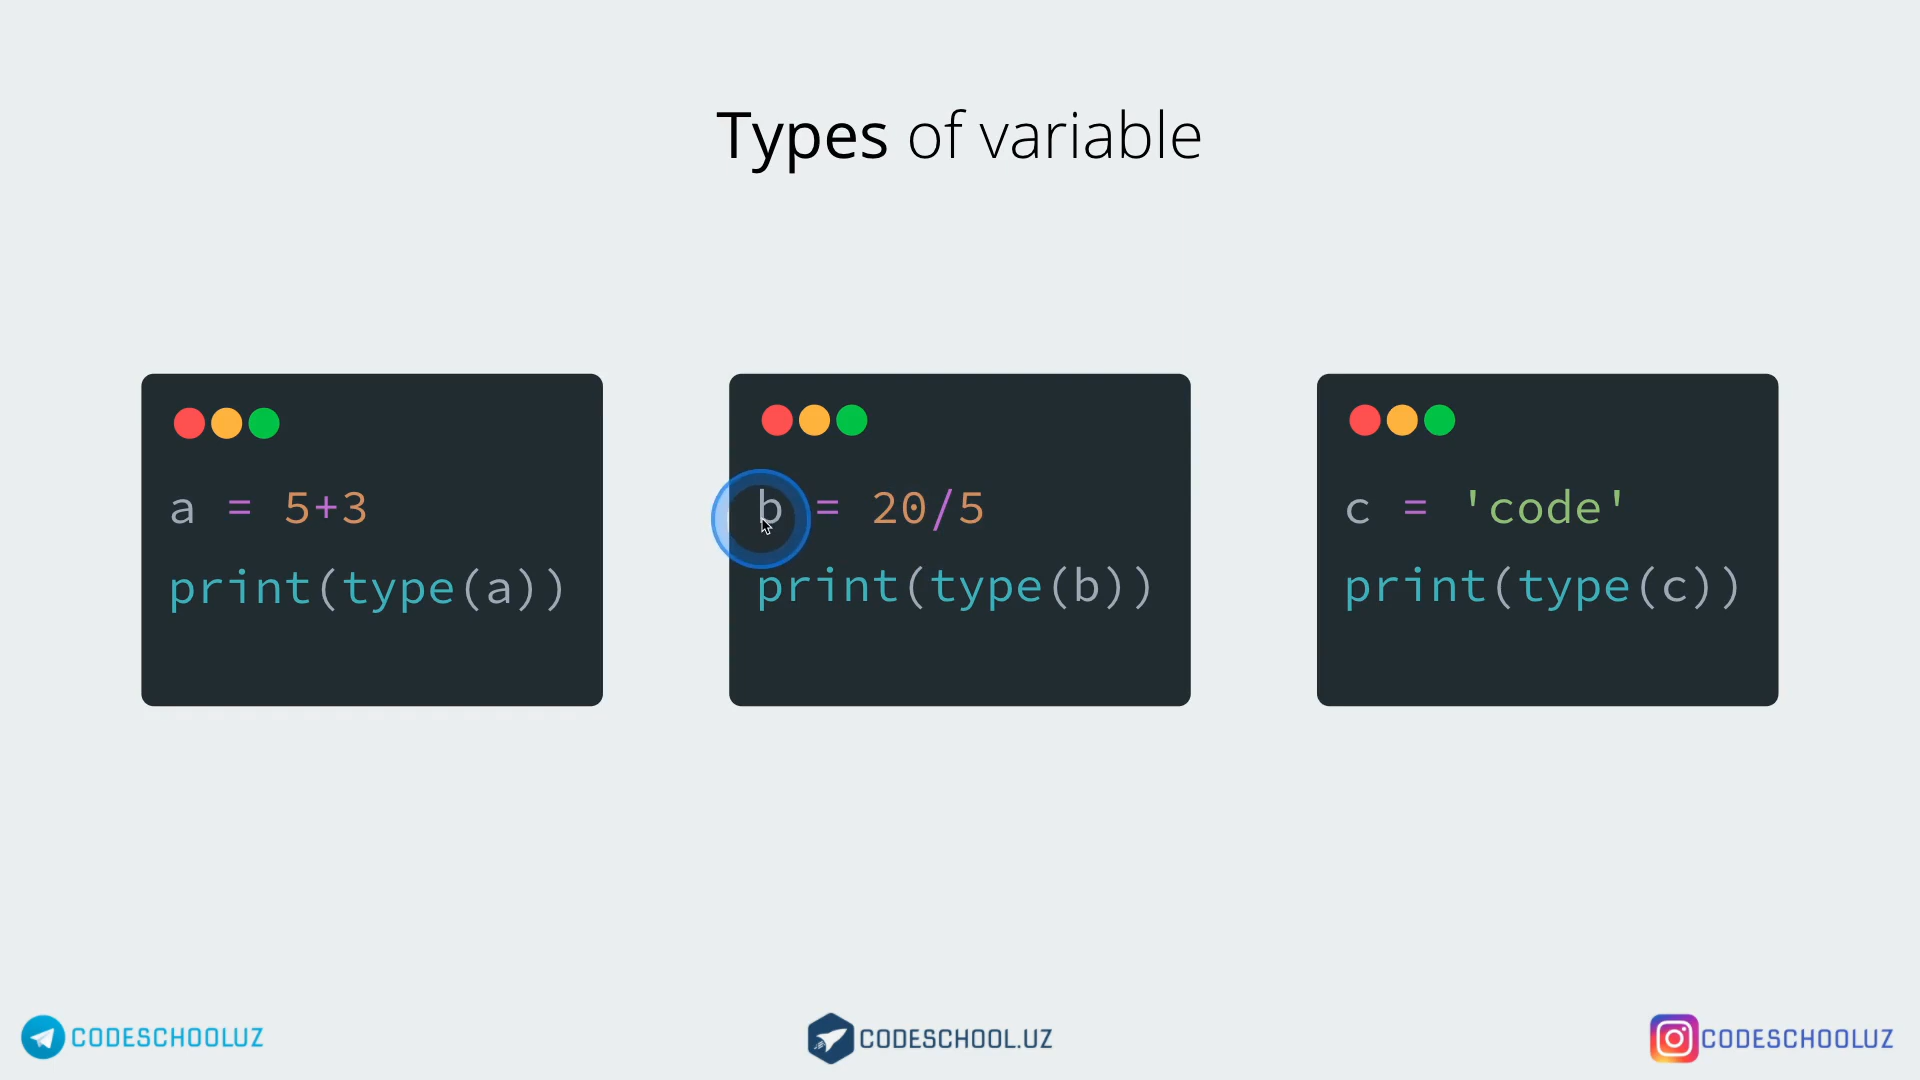 Types of variable
a = 5+3
print(type(a))
b = 20/5
print(type(b))
c = 'code'
print(type(c))
CODESCHOOLUZ
CODESCHOOL.UZ
CODESCHOOLUZ